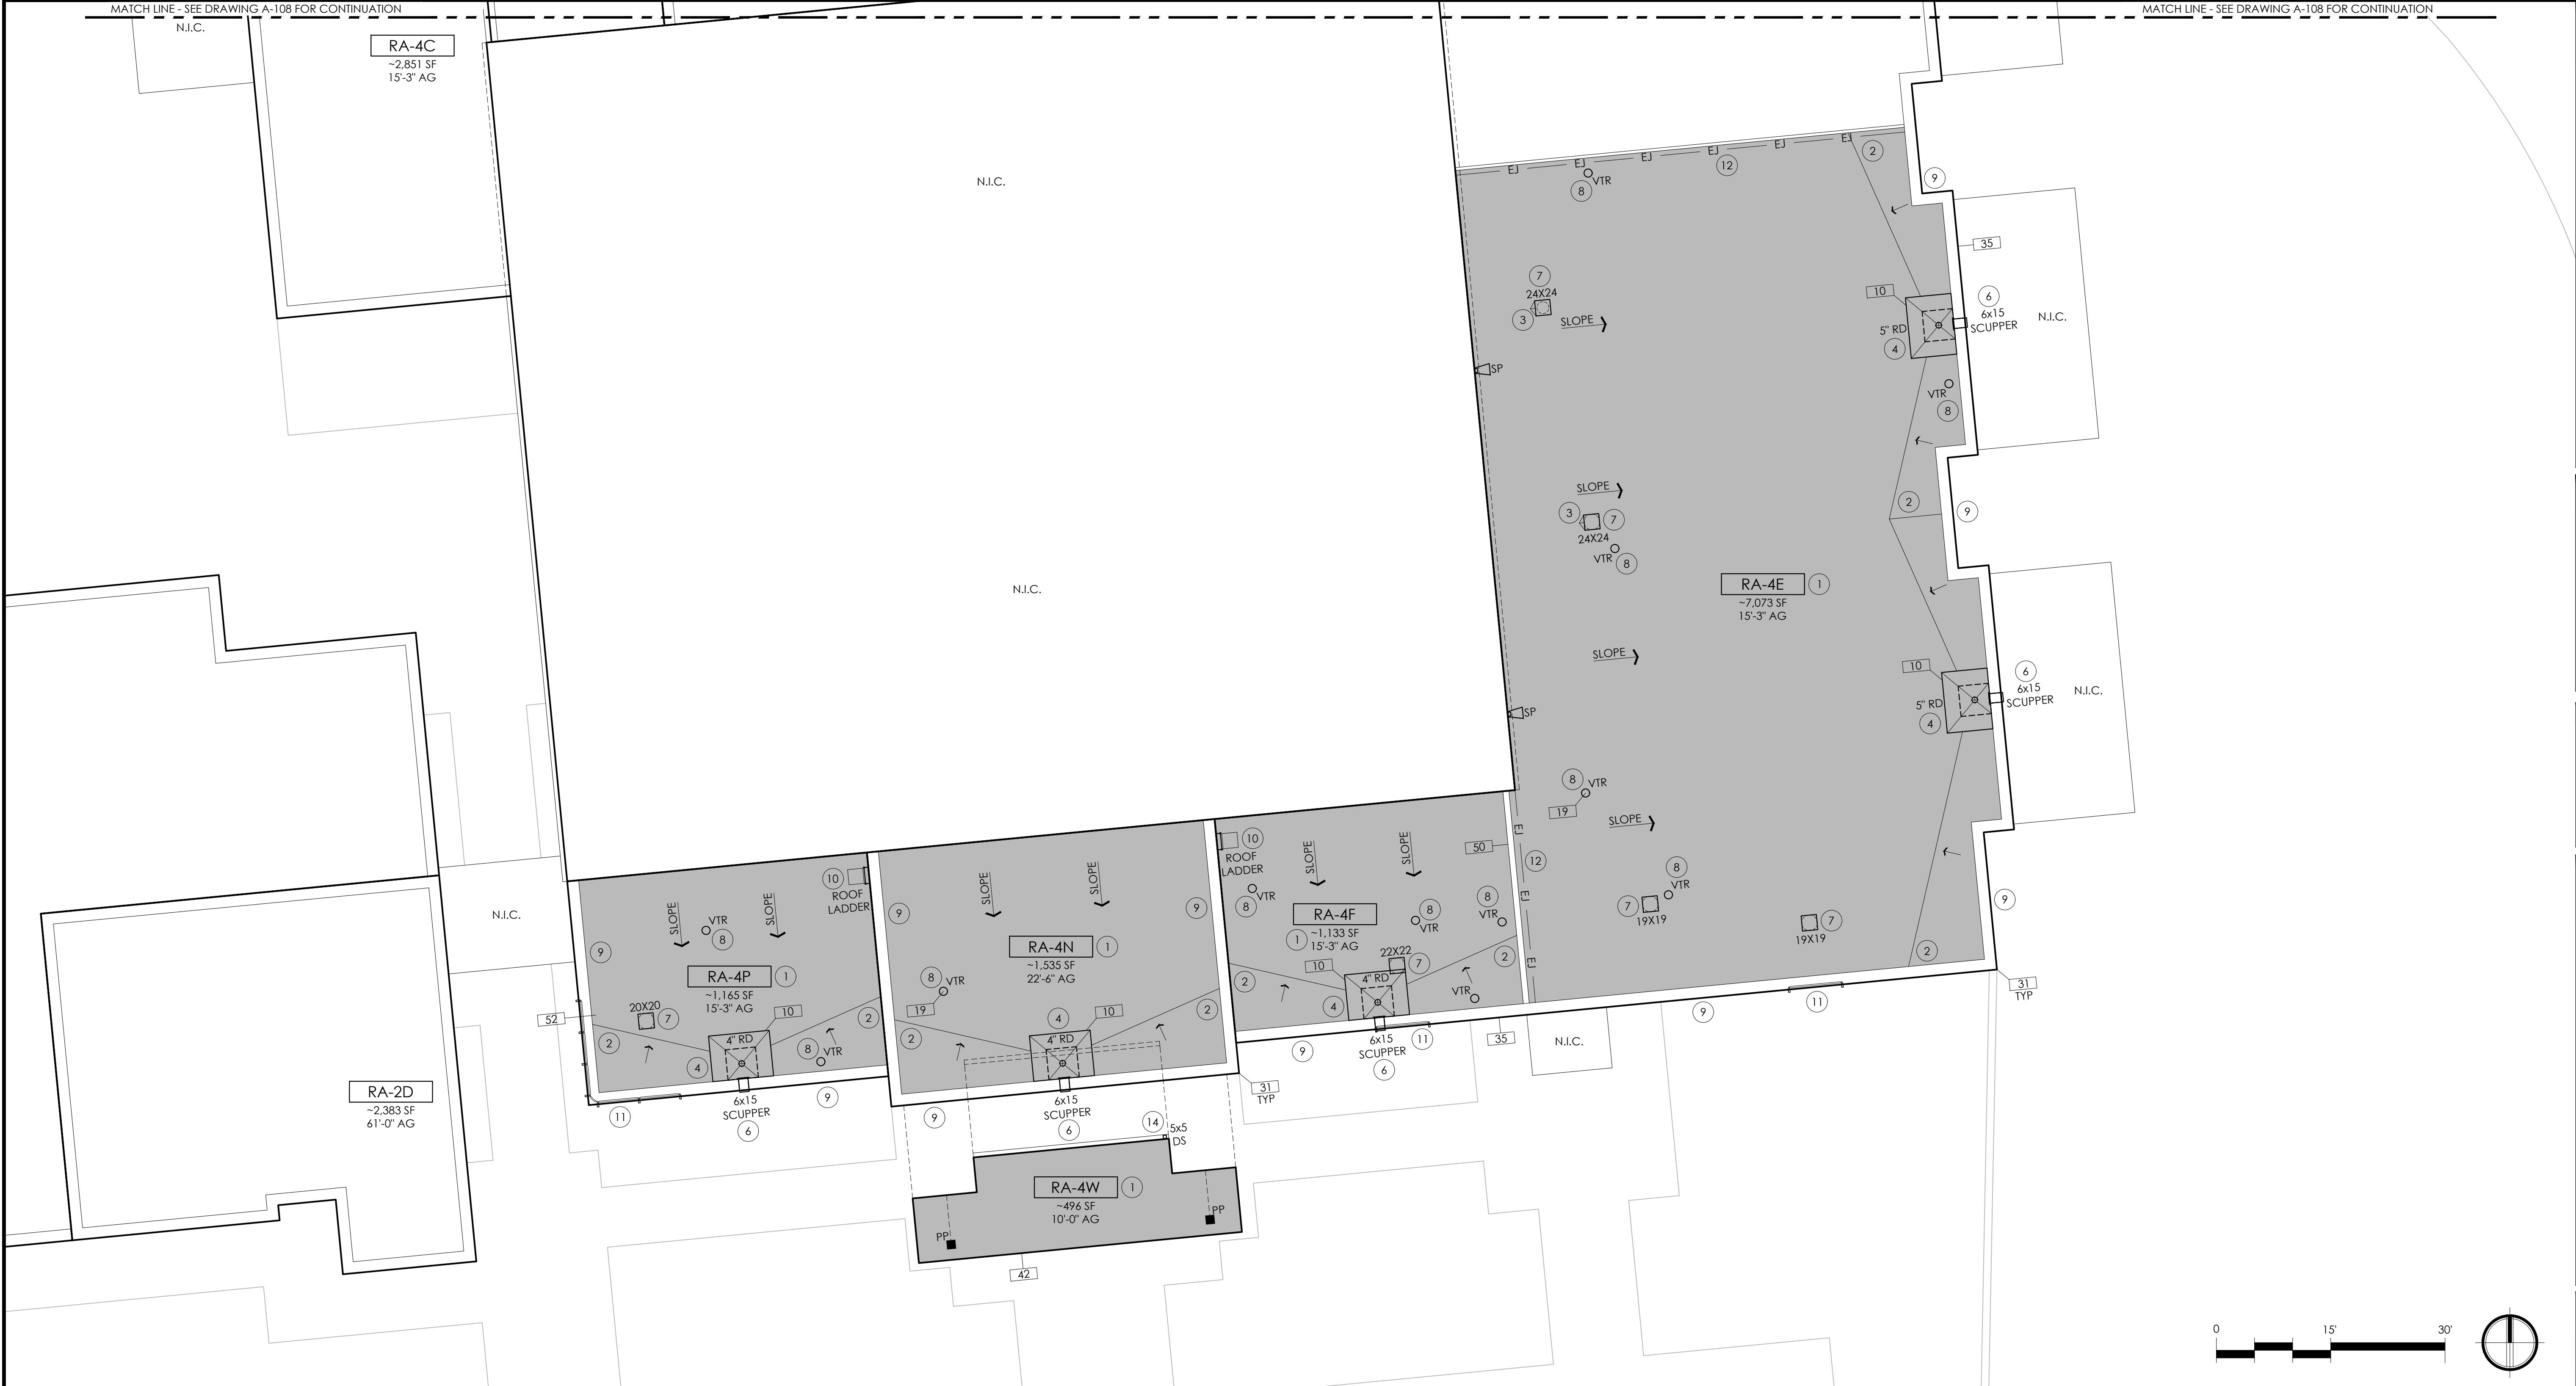 MATCH LINE - SEE DRAWING A-108 FOR CONTINUATION
MATCH LINE - SEE DRAWING A-108 FOR CONTINUATION
N.I.C.
RA-4C
~2,851 SF
15'-3" AG
N.I.C.
EJ
EJ
EJ
EJ
EJ
EJ
12
2
8
VTR
9
35
7
24X24
3
SLOPE
10
5" RD
4
6
6x15
SCUPPER
N.I.C.
SP
VTR
8
SLOPE
3
7
24X24
VTR
8
2
9
N.I.C.
RA-4E
1
~7,073 SF
15'-3" AG
SLOPE
10
5" RD
4
6
6x15
SCUPPER
N.I.C.
SP
8
VTR
19
SLOPE
8
VTR
7
19X19
7
19X19
2
9
31
TYP
11
9
N.I.C.
N.I.C.
9
SLOPE
SLOPE
VTR
8
10
ROOF
LADDER
RA-4P
1
~1,165 SF
15'-3" AG
20X20
7
52
2
10
4" RD
4
2
8
VTR
11
6x15
SCUPPER
6
9
9
SLOPE
SLOPE
9
RA-4N
1
~1,535 SF
22'-6" AG
8
VTR
19
2
4
10
4" RD
2
9
6x15
SCUPPER
6
31
TYP
10
ROOF
LADDER
SLOPE
SLOPE
50
EJ
12
EJ
EJ
VTR
8
RA-4F
1
~1,133 SF
15'-3" AG
8
VTR
8
VTR
22X22
7
10
4" RD
4
2
2
VTR
9
6x15
SCUPPER
6
11
35
14
5x5
DS
RA-4W
1
~496 SF
10'-0" AG
PP
PP
42
RA-2D
~2,383 SF
61'-0" AG
0
15'
30'